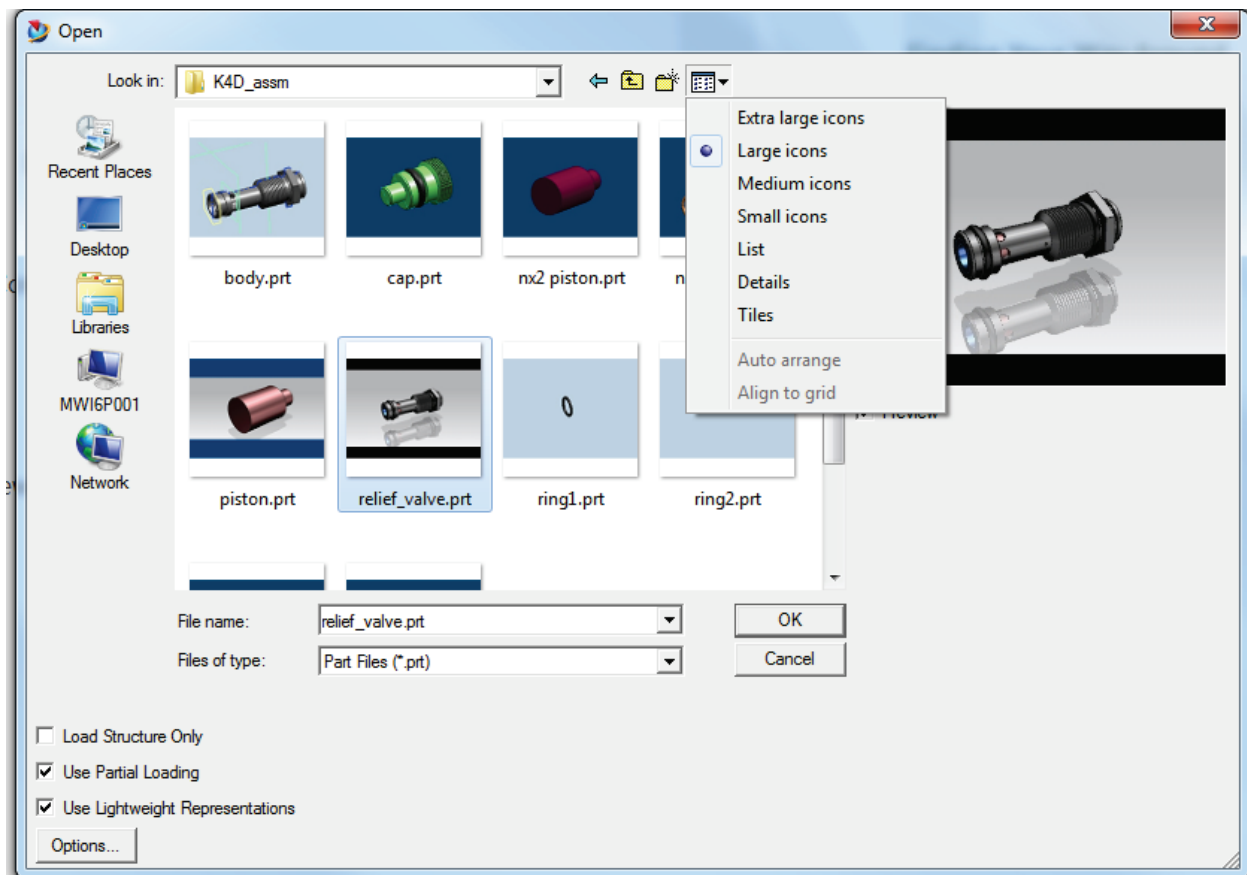 Open
Look in:
K4D_assm
Recent Places
Desktop
Libraries
MWI6P001
Network
body.prt
cap.prt
nx2 piston.prt
n
piston.prt
relief_valve.prt
ring1.prt
ring2.prt
Extra large icons
Large icons
Medium icons
Small icons
List
Details
Tiles
Auto arrange
Align to grid
Preview
File name:
relief_valve.prt
OK
Files of type:
Part Files (*.prt)
Cancel
Load Structure Only
Use Partial Loading
Use Lightweight Representations
Options...